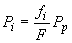 P_i = \frac{f_i}{F} P_p